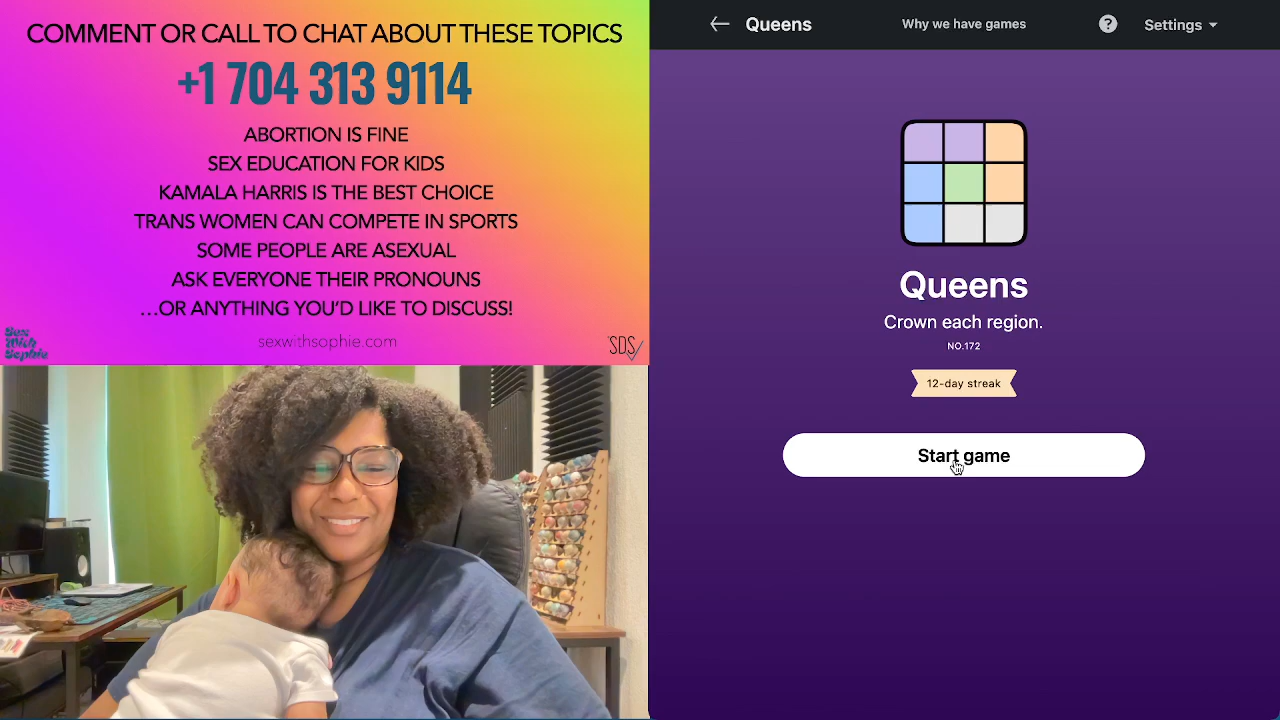 COMMENT OR CALL TO CHAT ABOUT THESE TOPICS
+1 704 313 9114
ABORTION IS FINE
SEX EDUCATION FOR KIDS
KAMALA HARRIS IS THE BEST CHOICE
TRANS WOMEN CAN COMPETE IN SPORTS
SOME PEOPLE ARE ASEXUAL
ASK EVERYONE THEIR PRONOUNS
...OR ANYTHING YOU'D LIKE TO DISCUSS!
sexwithsophie.com
Sex
With
Sophie
SDS
Queens
Why we have games
?
Settings
Queens
Crown each region.
NO.172
12-day streak
Start game